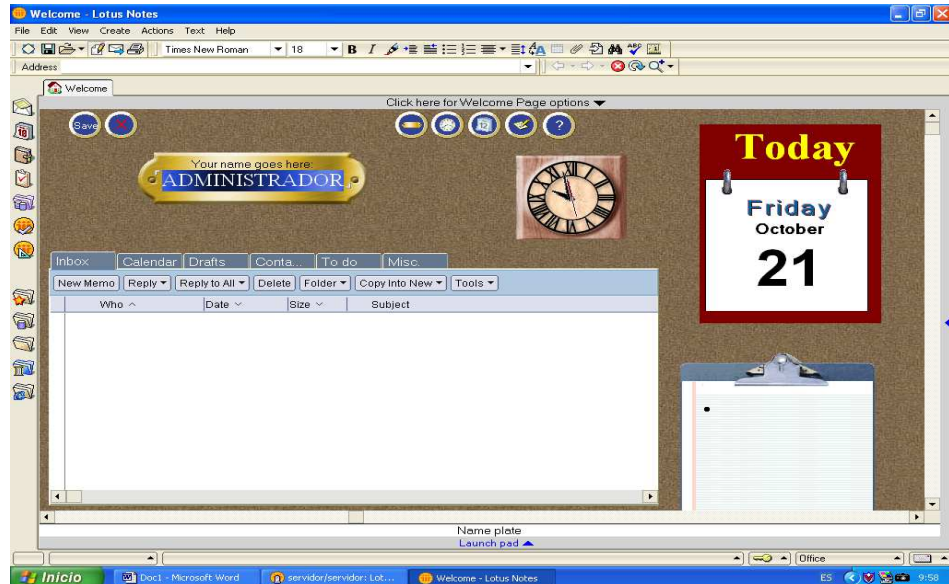 Welcome - Lotus Notes
File Edit View Create Actions Text Help
Times New Roman 18 B I
Address
Welcome
Click here for Welcome Page options
Save ?
Your name goes here:
ADMINISTRADOR
Today
Friday
October
21
Inbox Calendar Drafts Conta... To do Misc.
New Memo Reply Reply to All Delete Folder Copy Into New Tools
Who Date Size Subject
Name plate
Launch pad
Office
Inicio Doc1 - Microsoft Word servidor/servidor: Lot... Welcome - Lotus Notes ES 9:58